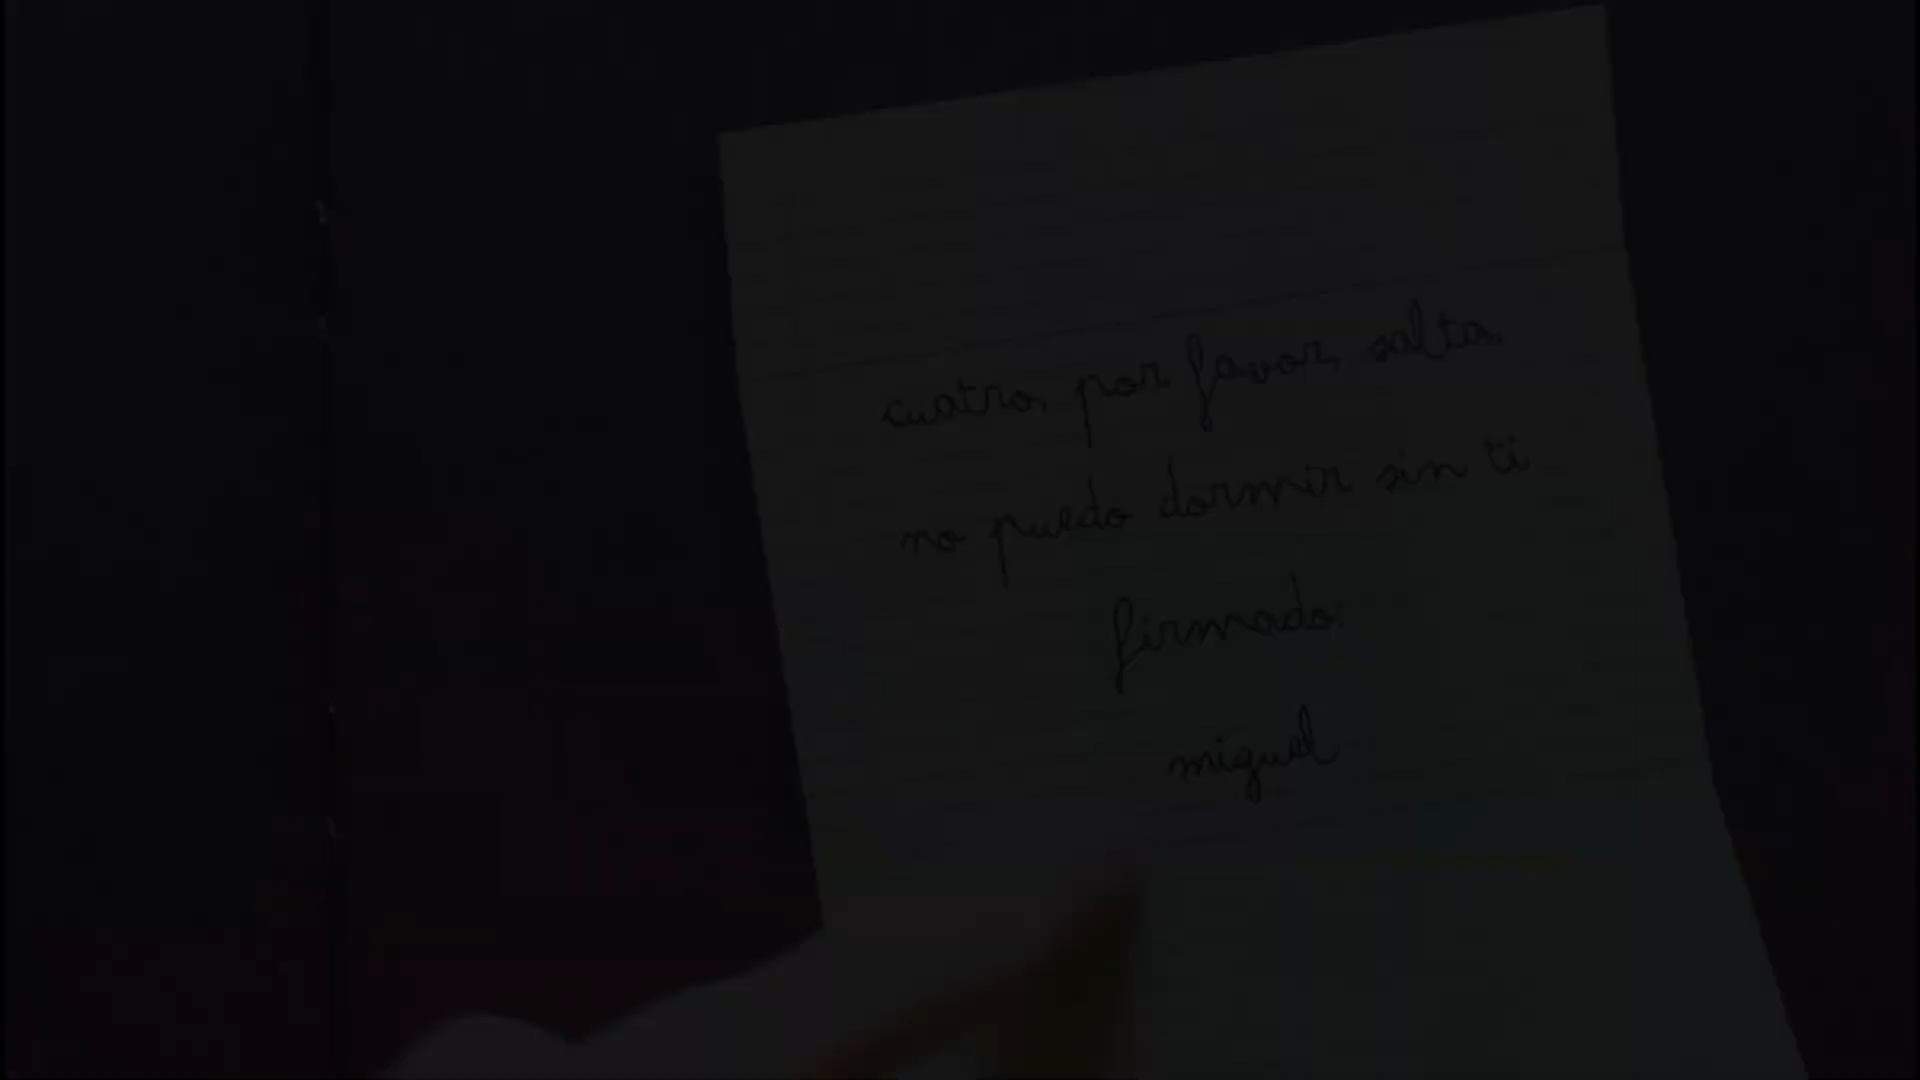 cuatro, por favor, salta.
no puedo dormir sin ti
firmado:
miguel